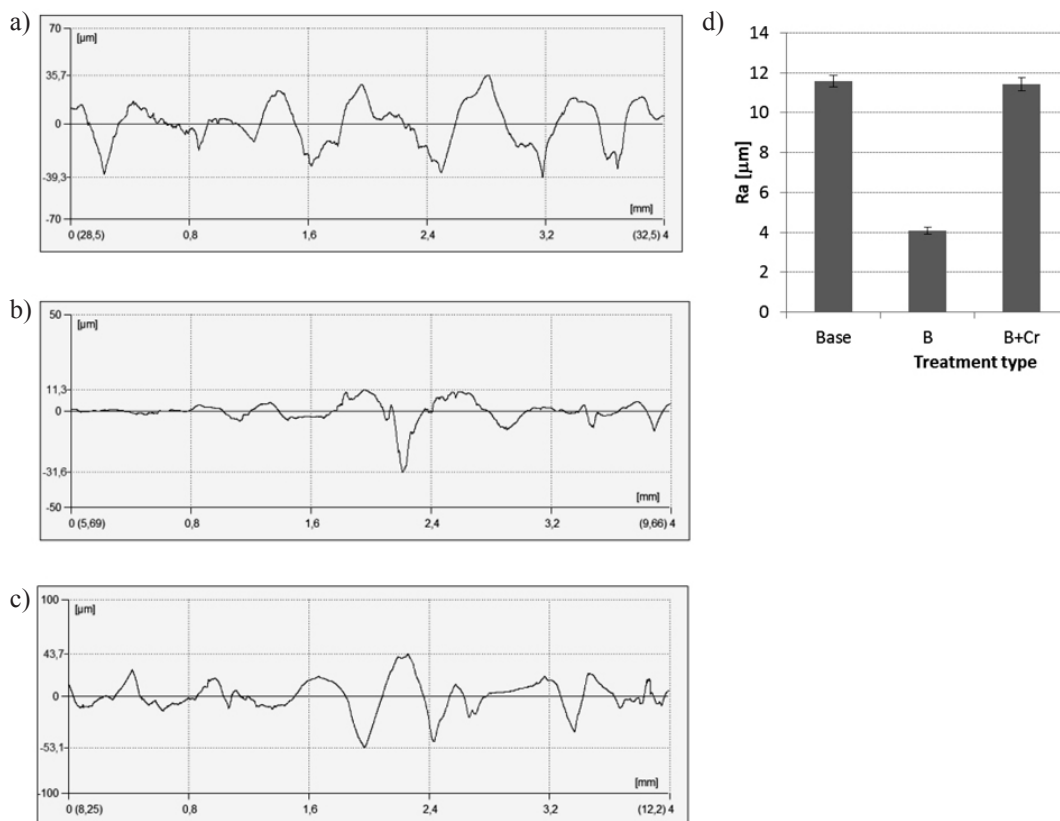 a)
70
[µm]
35,7
0
-39,3
-70
[mm]
0 (28,5) 0,8 1,6 2,4 3,2 (32,5) 4
b)
50
[µm]
11,3
0
-31,6
-50
[mm]
0 (5,69) 0,8 1,6 2,4 3,2 (9,66) 4
c)
100
[µm]
43,7
0
-53,1
-100
[mm]
0 (8,25) 0,8 1,6 2,4 3,2 (12,2) 4
d)
14
12
10
8
6
4
2
0
Ra [µm]
Base B B+Cr
Treatment type